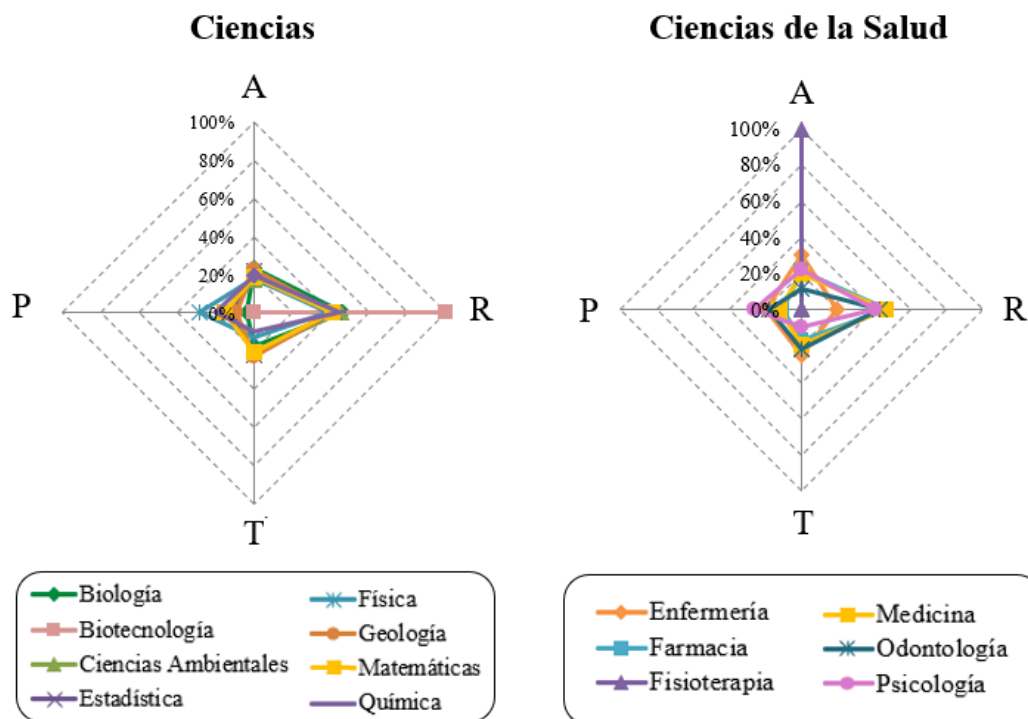 Ciencias
A
100%
80%
60%
40%
20%
0%
P
R
T
Biología
Física
Biotecnología
Geología
Ciencias Ambientales
Matemáticas
Estadística
Química
Ciencias de la Salud
A
100%
80%
60%
40%
20%
0%
P
R
T
Enfermería
Medicina
Farmacia
Odontología
Fisioterapia
Psicología